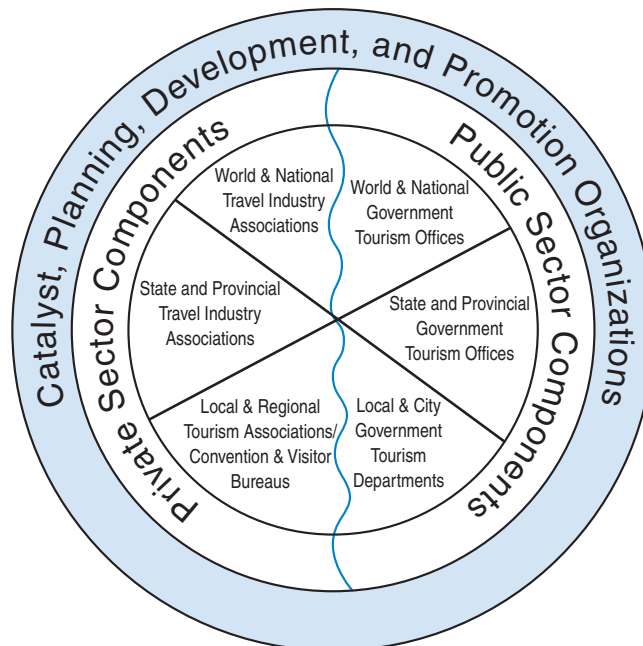 Catalyst, Planning, Development, and Promotion Organizations
Private Sector Components
Public Sector Components
World & National
Travel Industry
Associations
World & National
Government
Tourism Offices
State and Provincial
Travel Industry
Associations
State and Provincial
Government
Tourism Offices
Local & Regional
Tourism Associations/
Convention & Visitor
Bureaus
Local & City
Government
Tourism
Departments